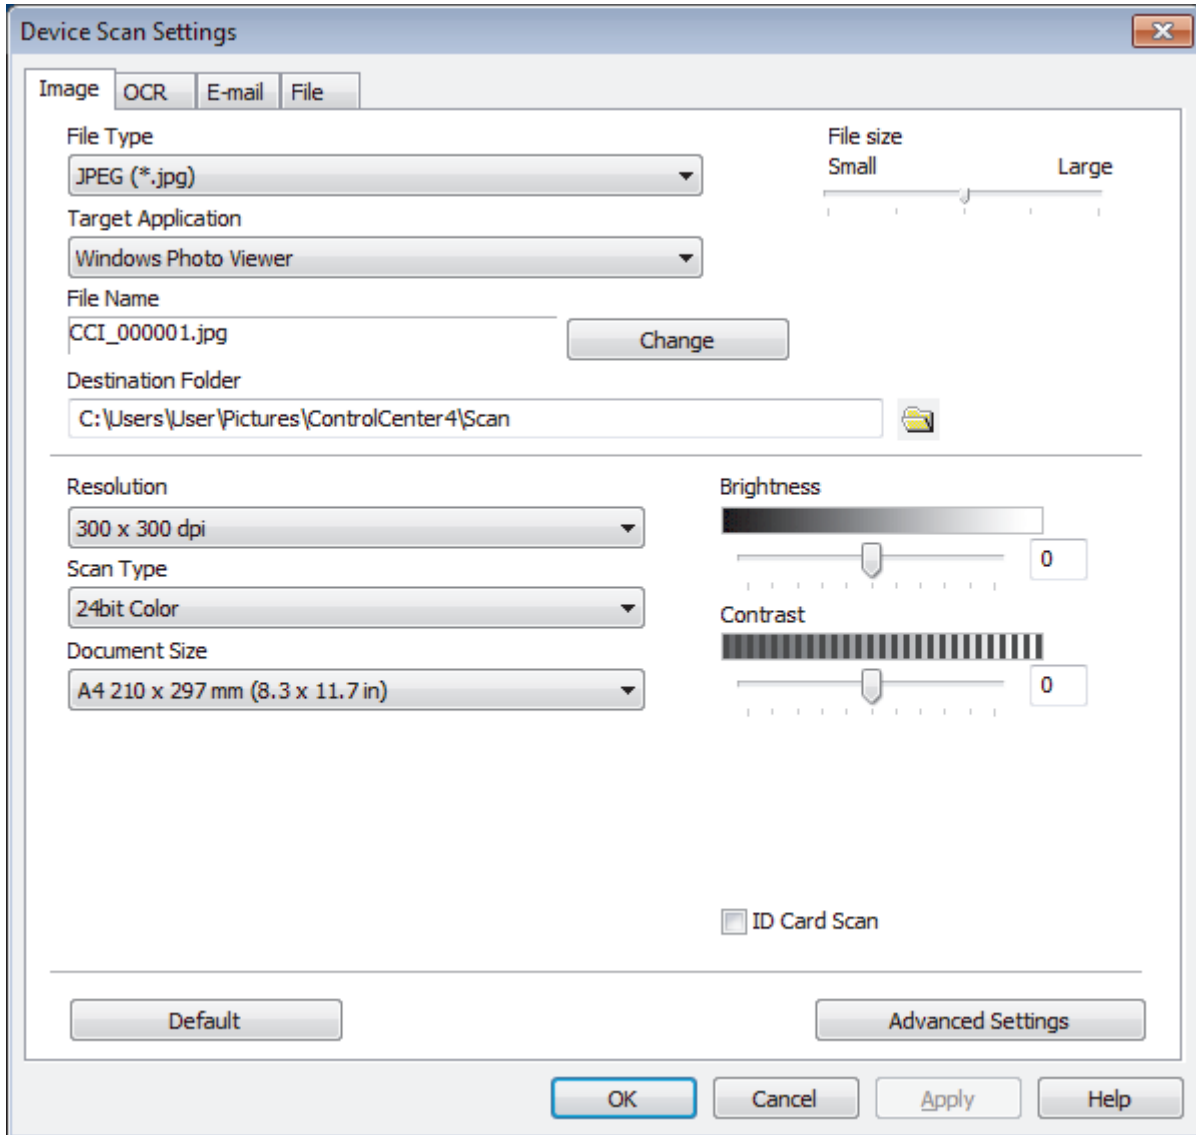 Device Scan Settings
Image OCR E-mail File
File Type
JPEG (*.jpg)
File size
Small Large
Target Application
Windows Photo Viewer
File Name
CCI_000001.jpg
Change
Destination Folder
C:\Users\User\Pictures\ControlCenter4\Scan
Resolution
300 x 300 dpi
Scan Type
24bit Color
Document Size
A4 210 x 297 mm (8.3 x 11.7 in)
Brightness
0
Contrast
0
ID Card Scan
Default Advanced Settings
OK Cancel Apply Help